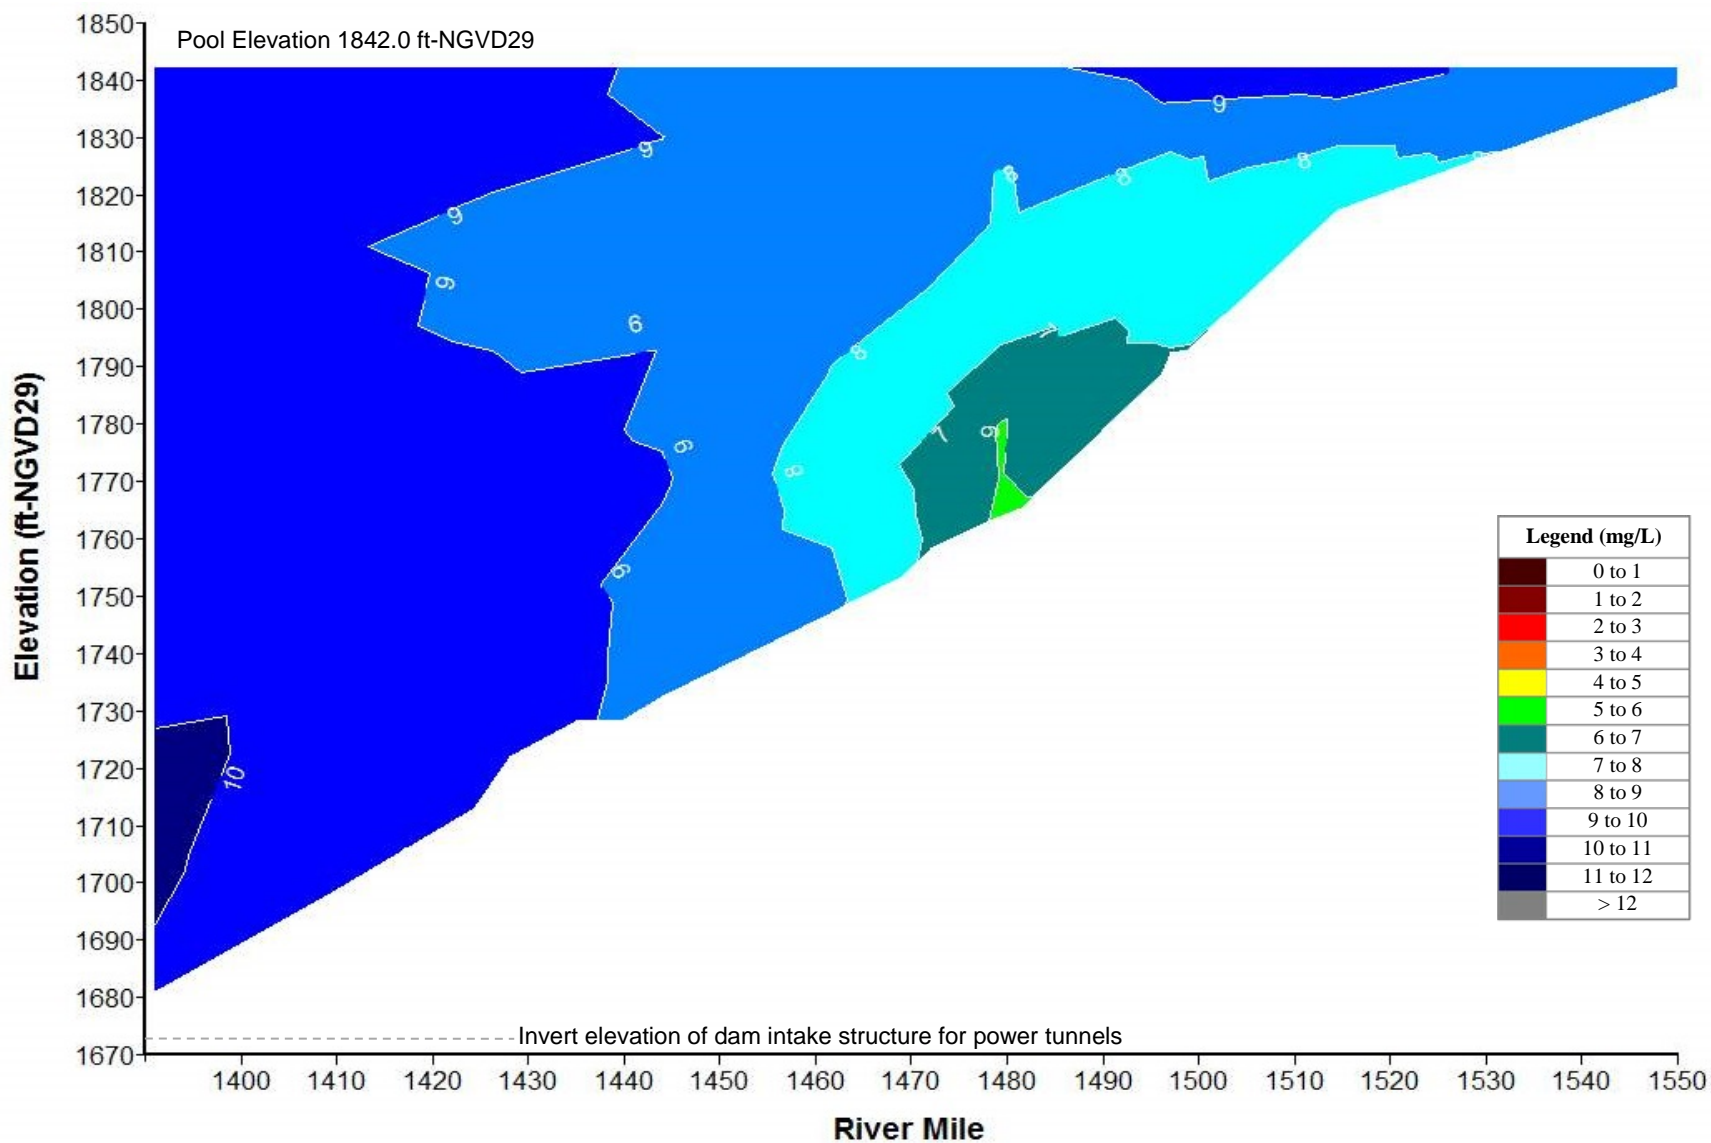 Pool Elevation 1842.0 ft-NGVD29
1850
1840
1830
1820
1810
1800
1790
1780
1770
1760
1750
1740
1730
1720
1710
1700
1690
1680
1670
Elevation (ft-NGVD29)
9
9
9
9
9
9
9
10
8
8
8
8
8
8
9
7
7
6
Legend (mg/L)
0 to 1
1 to 2
2 to 3
3 to 4
4 to 5
5 to 6
6 to 7
7 to 8
8 to 9
9 to 10
10 to 11
11 to 12
> 12
Invert elevation of dam intake structure for power tunnels
1400 1410 1420 1430 1440 1450 1460 1470 1480 1490 1500 1510 1520 1530 1540 1550
River Mile